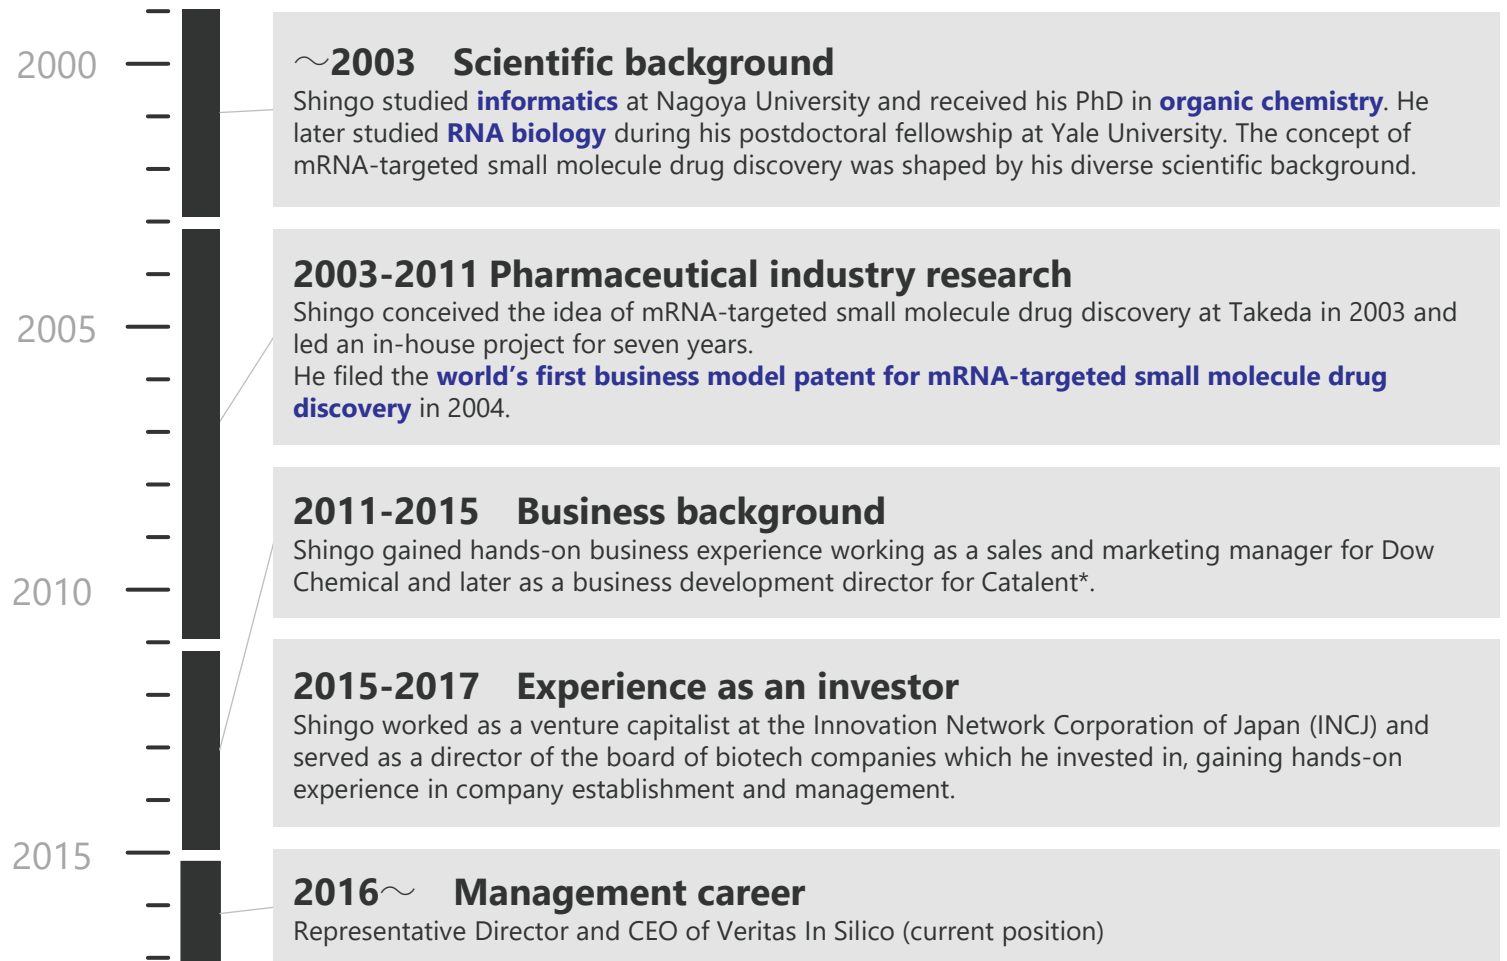 2000
2005
2010
2015
～2003 Scientific background
Shingo studied informatics at Nagoya University and received his PhD in organic chemistry. He
later studied RNA biology during his postdoctoral fellowship at Yale University. The concept of
mRNA-targeted small molecule drug discovery was shaped by his diverse scientific background.
2003-2011 Pharmaceutical industry research
Shingo conceived the idea of mRNA-targeted small molecule drug discovery at Takeda in 2003 and
led an in-house project for seven years.
He filed the world’s first business model patent for mRNA-targeted small molecule drug
discovery in 2004.
2011-2015 Business background
Shingo gained hands-on business experience working as a sales and marketing manager for Dow
Chemical and later as a business development director for Catalent*.
2015-2017 Experience as an investor
Shingo worked as a venture capitalist at the Innovation Network Corporation of Japan (INCJ) and
served as a director of the board of biotech companies which he invested in, gaining hands-on
experience in company establishment and management.
2016～ Management career
Representative Director and CEO of Veritas In Silico (current position)